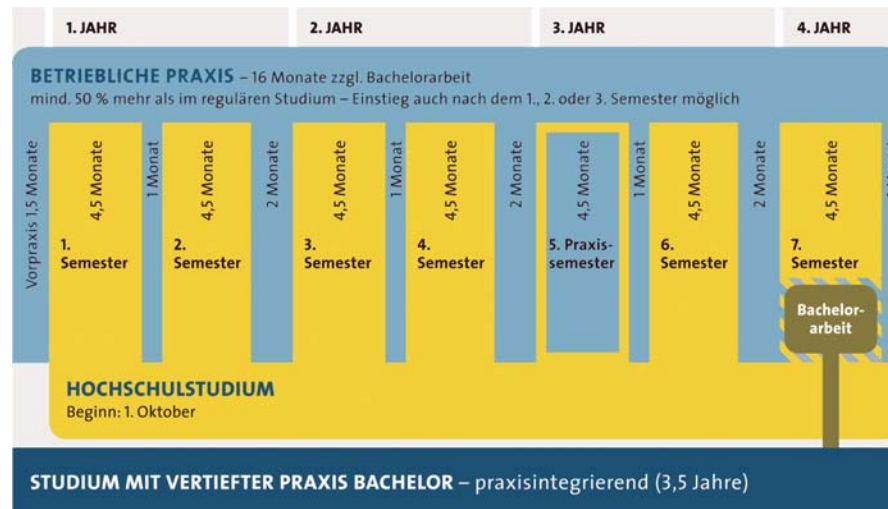 1. JAHR
2. JAHR
3. JAHR
4. JAHR
BETRIEBLICHE PRAXIS – 16 Monate zzgl. Bachelorarbeit
mind. 50 % mehr als im regulären Studium – Einstieg auch nach dem 1., 2. oder 3. Semester möglich
Vorpraxis 1,5 Monate
4,5 Monate
1.
Semester
1 Monat
4,5 Monate
2.
Semester
2 Monate
4,5 Monate
3.
Semester
1 Monat
4,5 Monate
4.
Semester
2 Monate
4,5 Monate
5. Praxis-
semester
1 Monat
4,5 Monate
6.
Semester
2 Monate
4,5 Monate
7.
Semester
Bachelor-
arbeit
HOCHSCHULSTUDIUM
Beginn: 1. Oktober
STUDIUM MIT VERTIEFTER PRAXIS BACHELOR – praxisintegrierend (3,5 Jahre)